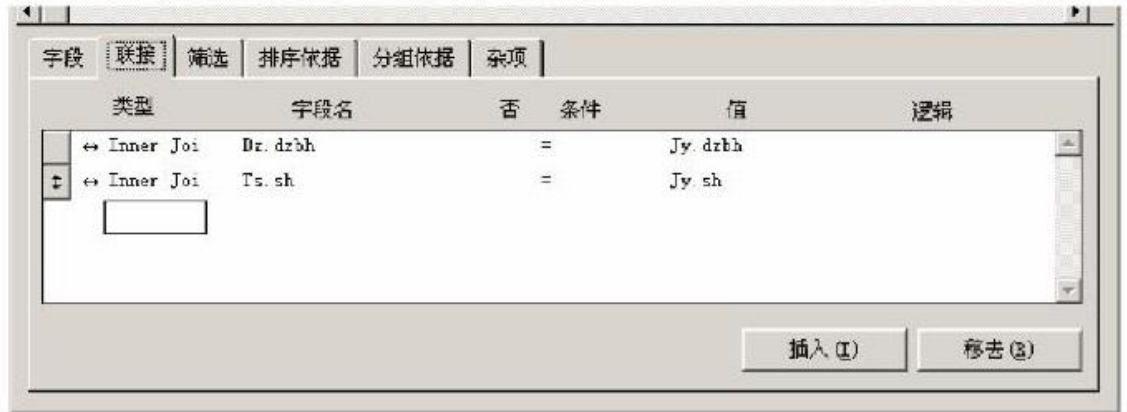 字段 联接 筛选 排序依据 分组依据 杂项
类型 字段名 否 条件 值 逻辑
↔ Inner Joi Dz.dzbh = Jy.dzbh
↕ ↔ Inner Joi Ts.sh = Jy.sh
插入(I) 移去(R)